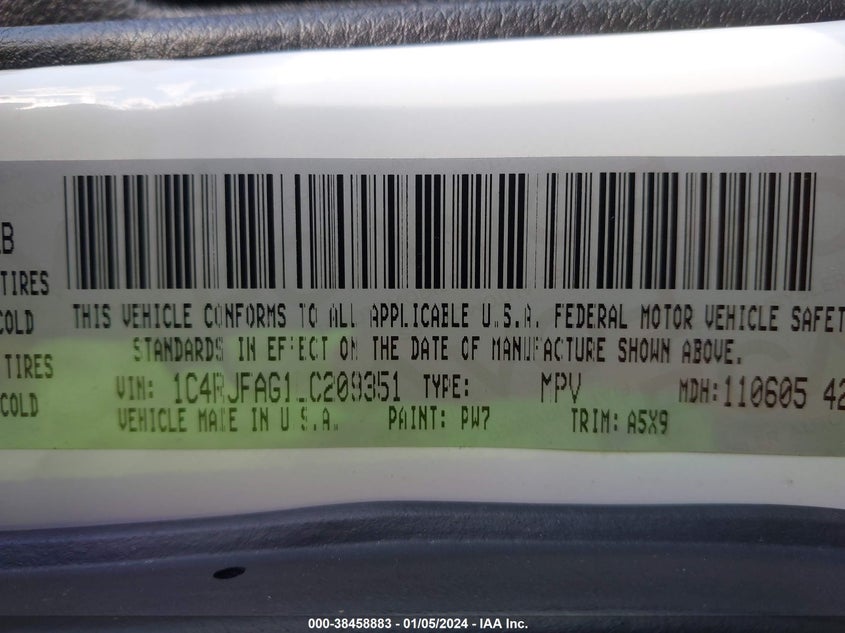 B
TIRES
COLD
TIRES
COLD
THIS VEHICLE CONFORMS TO ALL APPLICABLE U.S.A. FEDERAL MOTOR VEHICLE SAFET
STANDARDS IN EFFECT ON THE DATE OF MANUFACTURE SHOWN ABOVE.
VIN: TYPE: MPV MDH: 110605 42
VEHICLE MADE IN U.S.A. PAINT: PW7 TRIM: A5X9
000-38458883 - 01/05/2024 - IAA Inc.